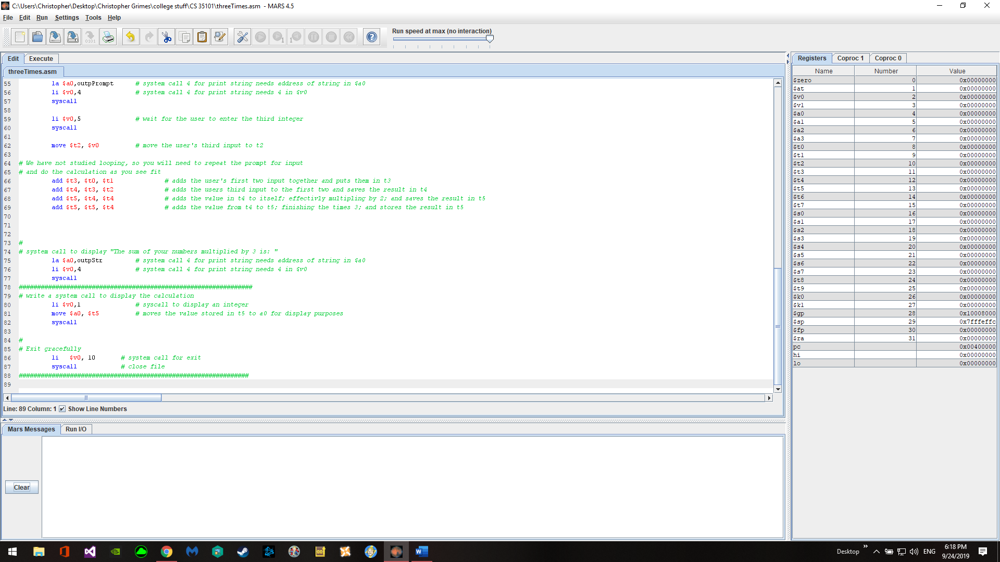 C:\Users\Christopher\Desktop\Christopher Grimes\college stuff\CS 35101\threeTimes.asm - MARS 4.5
File Edit Run Settings Tools Help
Run speed at max (no interaction)
Edit Execute
threeTimes.asm
55 la $a0,outpPrompt # system call 4 for print string needs address of string in $a0
56 li $v0,4 # system call 4 for print string needs 4 in $v0
57 syscall
58
59 li $v0,5 # wait for the user to enter the third integer
60 syscall
61
62 move $t2, $v0 # move the user's third input to t2
63
64 # We have not studied looping, so you will need to repeat the prompt for input
65 # and do the calculation as you see fit
66 add $t3, $t0, $t1 # adds the user's first two input together and puts them in t3
67 add $t4, $t3, $t2 # adds the users third input to the first two and saves the result in t4
68 add $t5, $t4, $t4 # adds the value in t4 to itself; effectivly multipling by 2; and saves the result in t5
69 add $t5, $t5, $t4 # adds the value from t4 to t5; finishing the times 3; and stores the result in t5
70
71
72
73 #
74 # system call to display "The sum of your numbers multiplied by 3 is: "
75 la $a0,outpStr # system call 4 for print string needs address of string in $a0
76 li $v0,4 # system call 4 for print string needs 4 in $v0
77 syscall
78 ################################################################
79 # write a system call to display the calculation
80 li $v0,1 # syscall to display an integer
81 move $a0, $t5 # moves the value stored in t5 to a0 for display purposes
82 syscall
83
84 #
85 # Exit gracefully
86 li $v0, 10 # system call for exit
87 syscall # close file
88 ###############################################################
89
Line: 89 Column: 1 Show Line Numbers
Mars Messages Run I/O
Clear
Registers Coproc 1 Coproc 0
Name Number Value
$zero 0 0x00000000
$at 1 0x00000000
$v0 2 0x00000000
$v1 3 0x00000000
$a0 4 0x00000000
$a1 5 0x00000000
$a2 6 0x00000000
$a3 7 0x00000000
$t0 8 0x00000000
$t1 9 0x00000000
$t2 10 0x00000000
$t3 11 0x00000000
$t4 12 0x00000000
$t5 13 0x00000000
$t6 14 0x00000000
$t7 15 0x00000000
$s0 16 0x00000000
$s1 17 0x00000000
$s2 18 0x00000000
$s3 19 0x00000000
$s4 20 0x00000000
$s5 21 0x00000000
$s6 22 0x00000000
$s7 23 0x00000000
$t8 24 0x00000000
$t9 25 0x00000000
$k0 26 0x00000000
$k1 27 0x00000000
$gp 28 0x10008000
$sp 29 0x7fffeffc
$fp 30 0x00000000
$ra 31 0x00000000
pc 0x00400000
hi 0x00000000
lo 0x00000000
Desktop » ENG 6:18 PM
9/24/2019